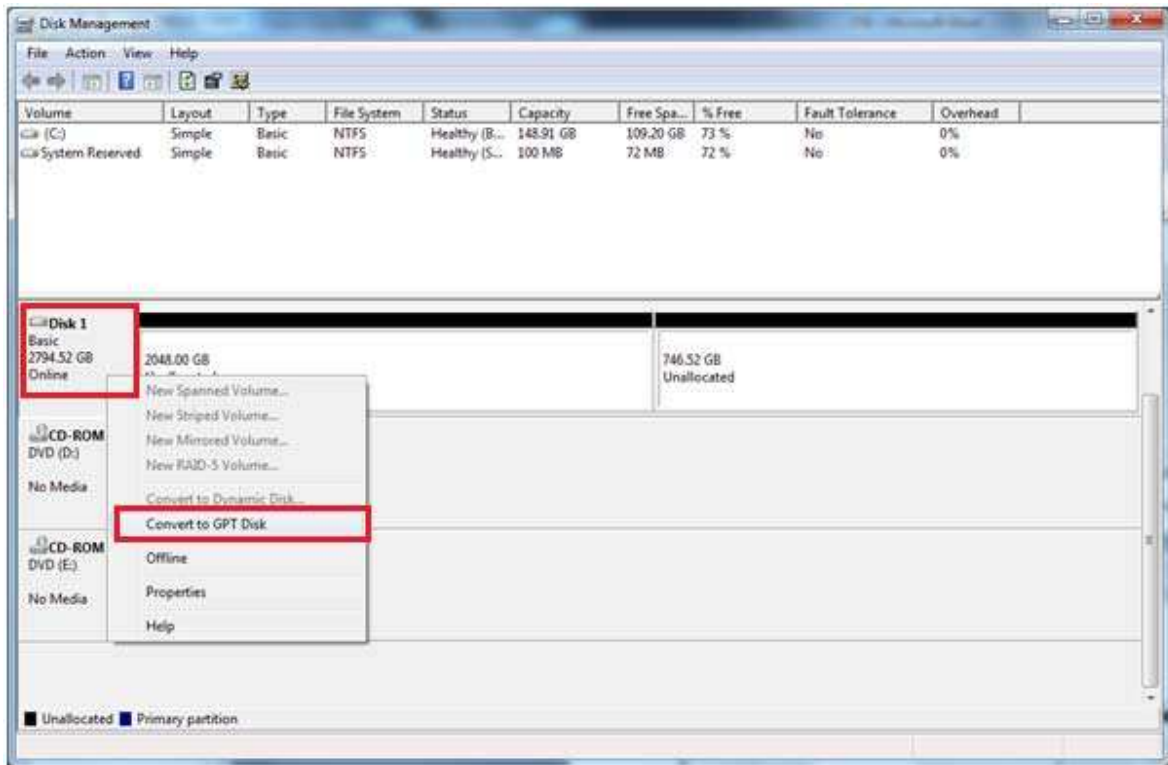 Disk Management
File Action View Help
Volume Layout Type File System Status Capacity Free Spa... % Free Fault Tolerance Overhead
(C:) Simple Basic NTFS Healthy (B... 148.91 GB 109.20 GB 73 % No 0%
System Reserved Simple Basic NTFS Healthy (S... 100 MB 72 MB 72 % No 0%
Disk 1
Basic
2794.52 GB 2048.00 GB 746.52 GB
Online Unallocated
New Spanned Volume...
New Striped Volume...
CD-ROM New Mirrored Volume...
DVD (D:) New RAID-5 Volume...
No Media
Convert to Dynamic Disk...
Convert to GPT Disk
CD-ROM
DVD (E:) Offline
No Media Properties
Help
Unallocated Primary partition